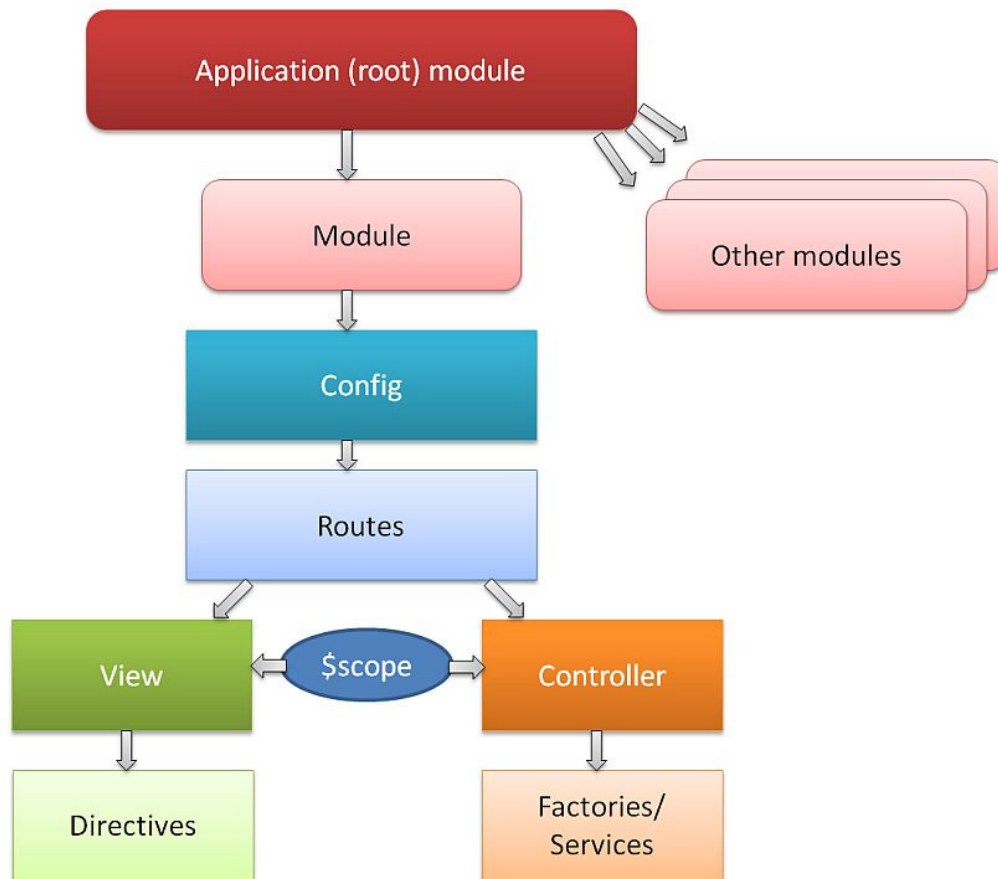 Application (root) module
Module
Other modules
Config
Routes
View
$scope
Controller
Directives
Factories/
Services